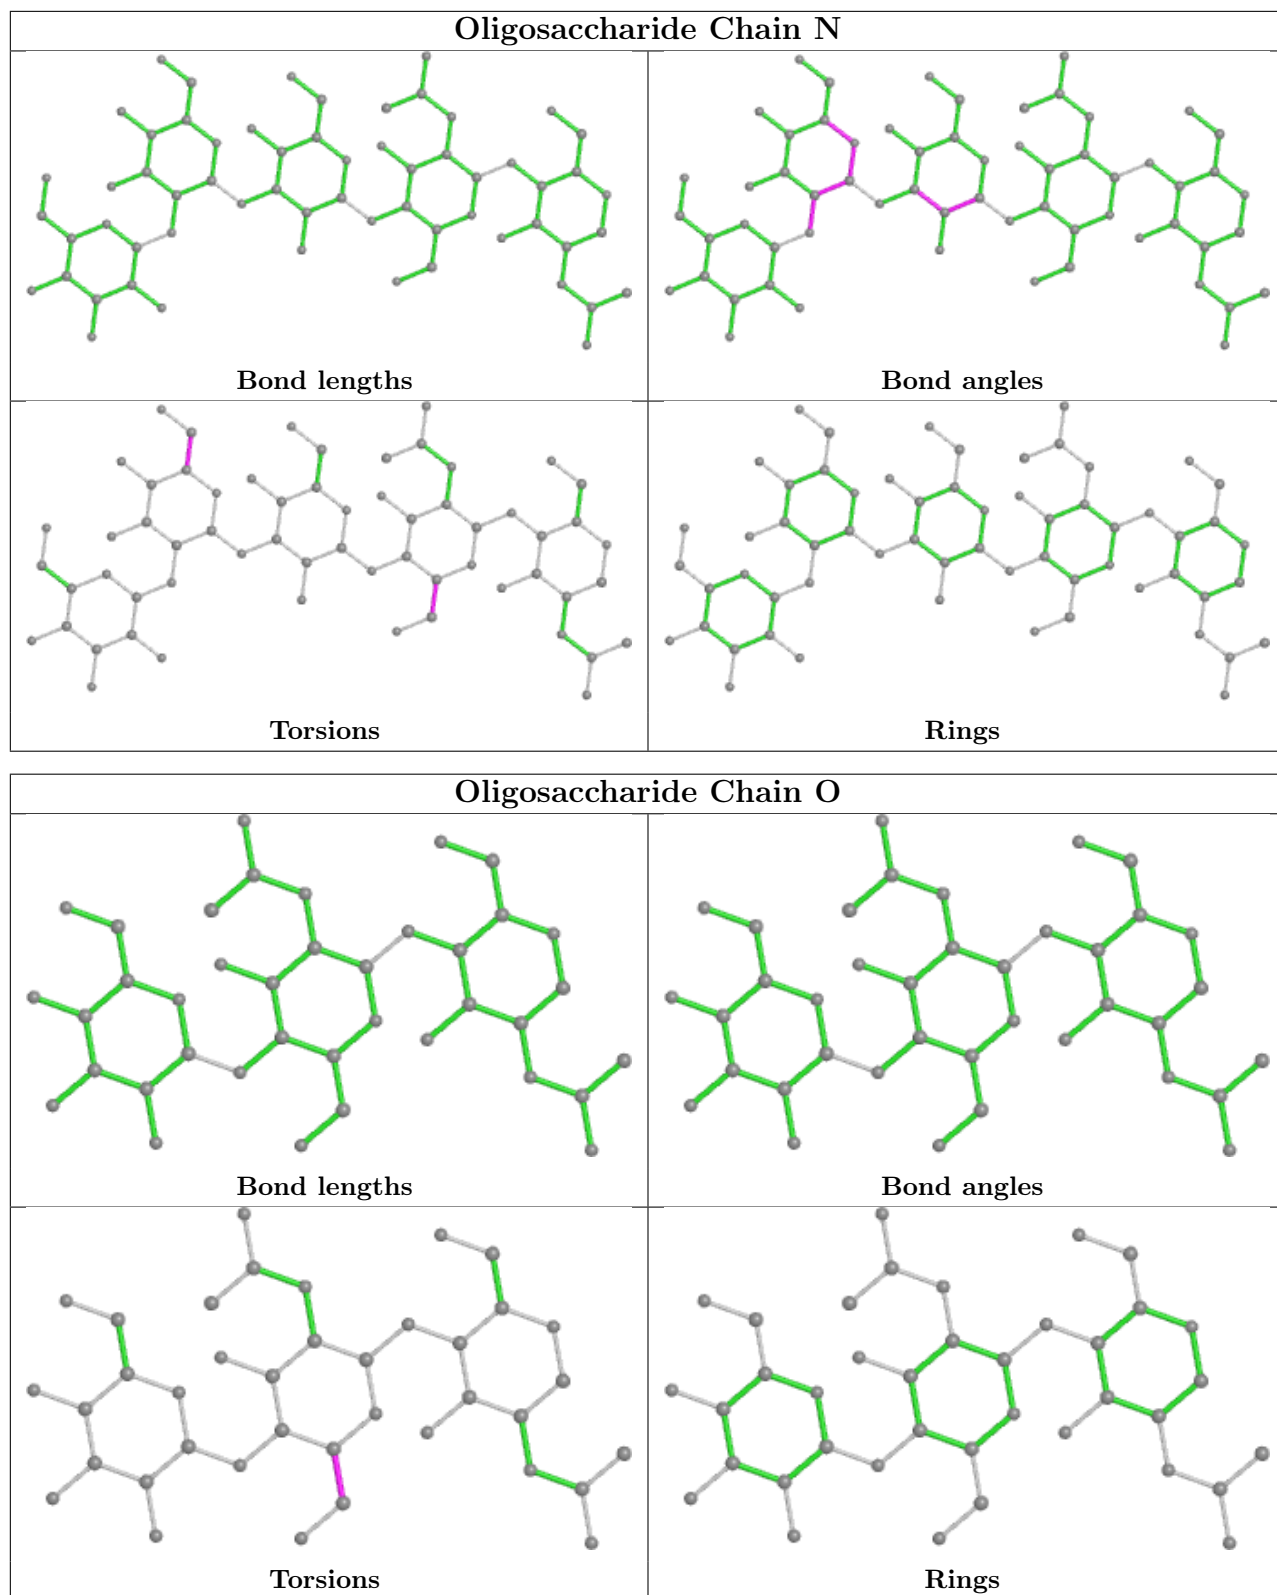 Oligosaccharide Chain N
Bond lengths
Bond angles
Torsions
Rings
Oligosaccharide Chain O
Bond lengths
Bond angles
Torsions
Rings